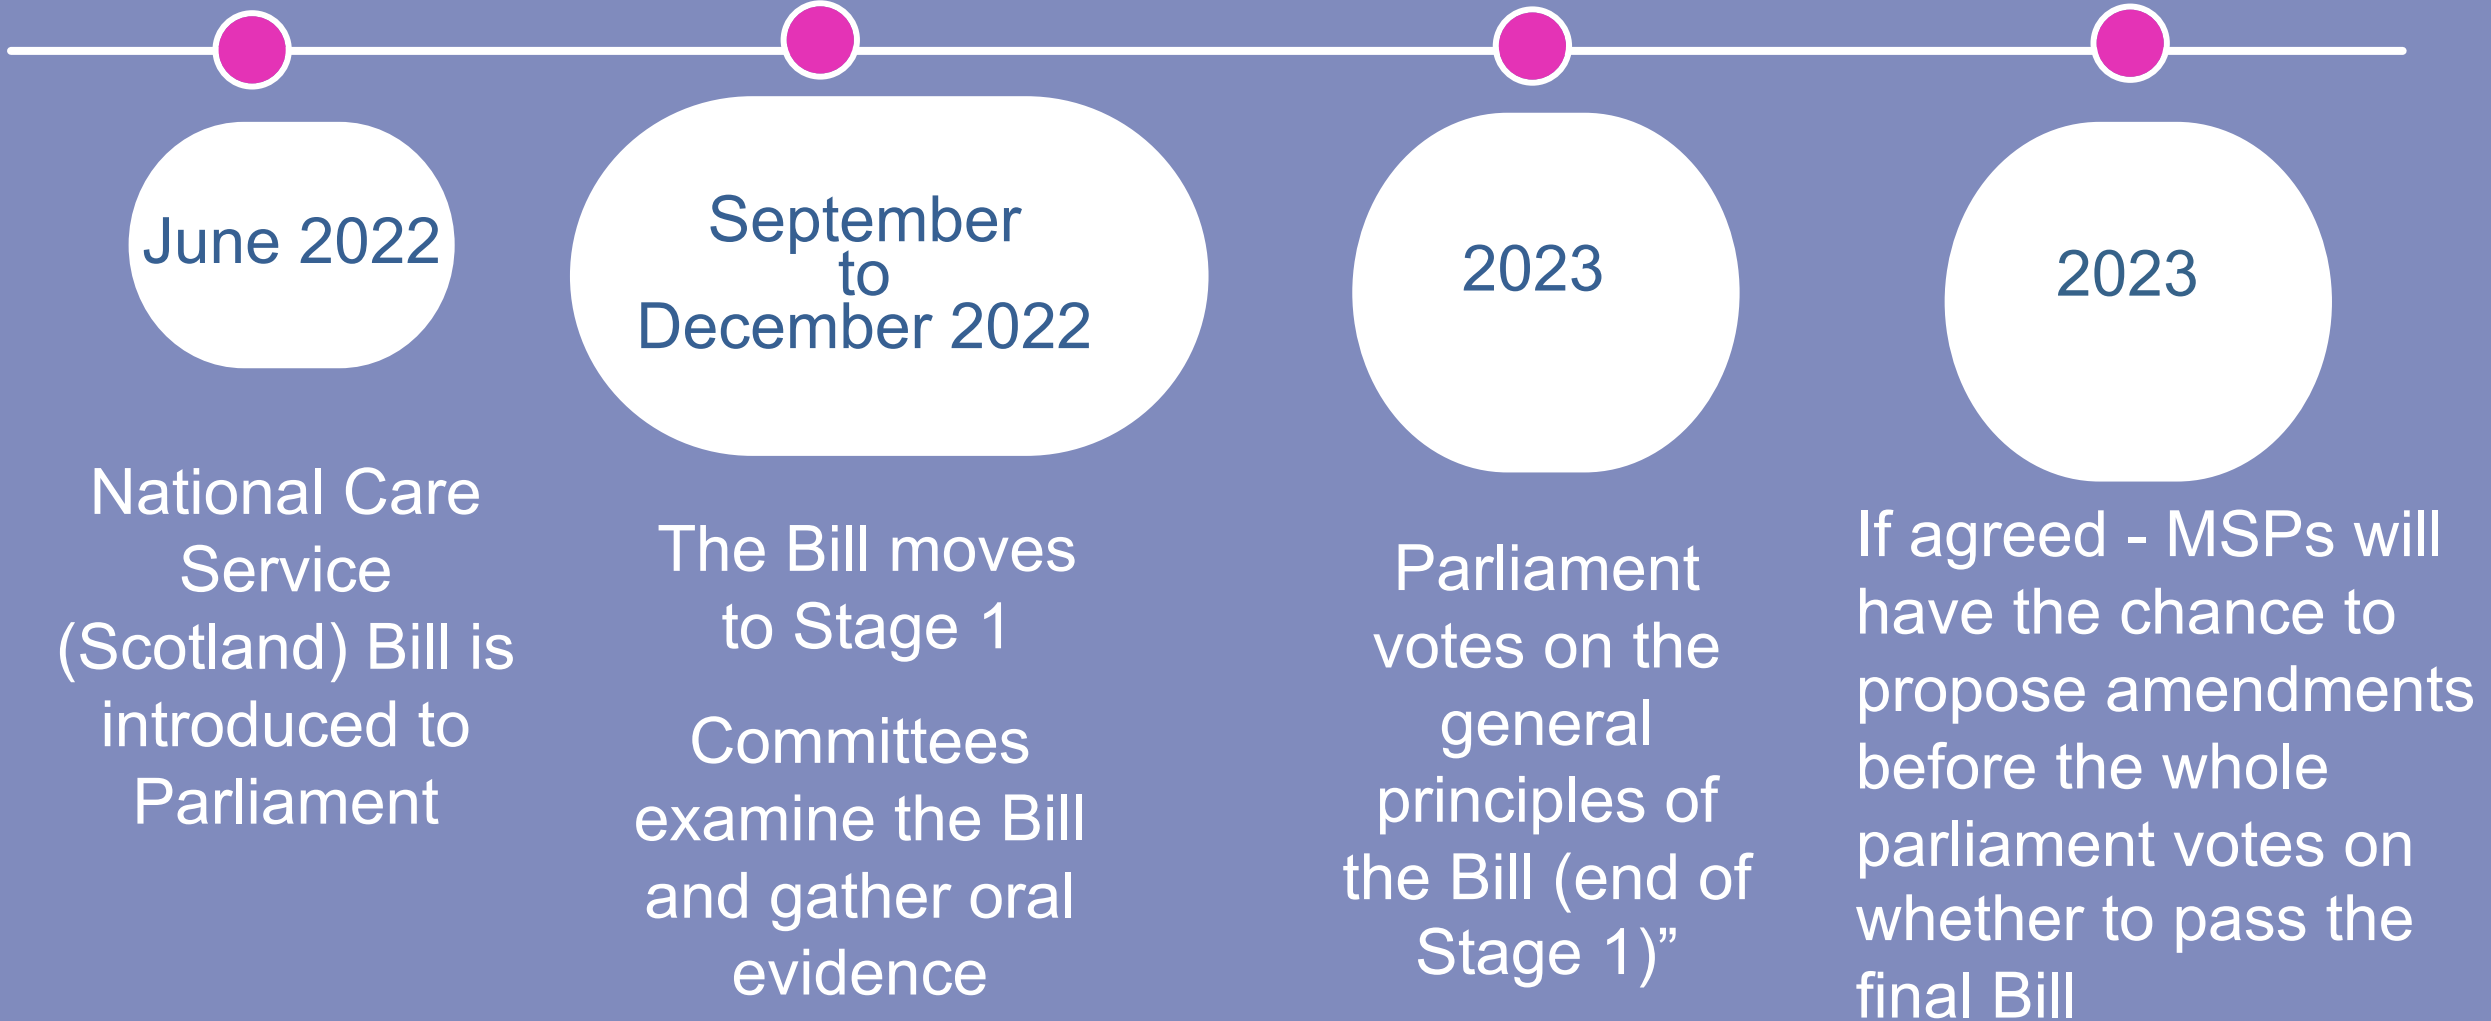 June 2022
National Care
Service
(Scotland) Bill is
introduced to
Parliament
September
to
December 2022
The Bill moves
to Stage 1
Committees
examine the Bill
and gather oral
evidence
2023
Parliament
votes on the
general
principles of
the Bill (end of
Stage 1)”
2023
If agreed - MSPs will
have the chance to
propose amendments
before the whole
parliament votes on
whether to pass the
final Bill